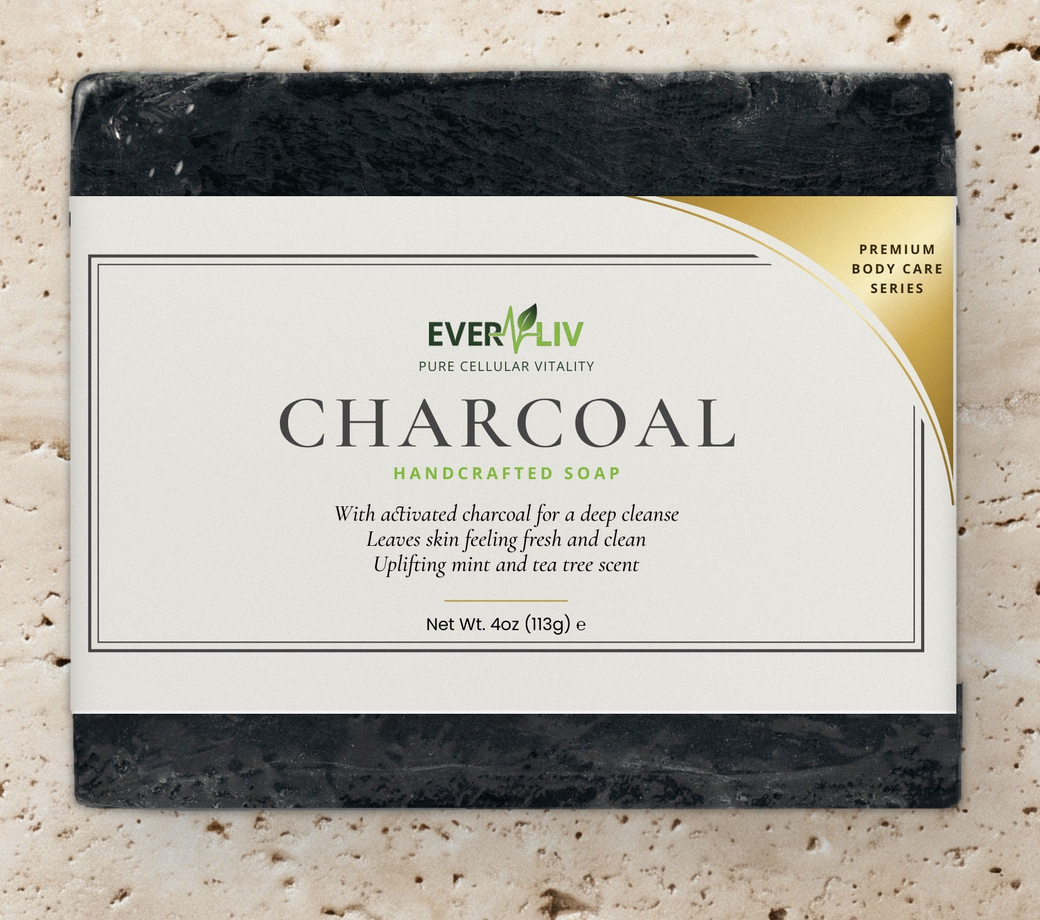 PREMIUM
BODY CARE
SERIES
EVERLIV
PURE CELLULAR VITALITY
CHARCOAL
HANDCRAFTED SOAP
With activated charcoal for a deep cleanse
Leaves skin feeling fresh and clean
Uplifting mint and tea tree scent
Net Wt. 4oz (113g) ℮